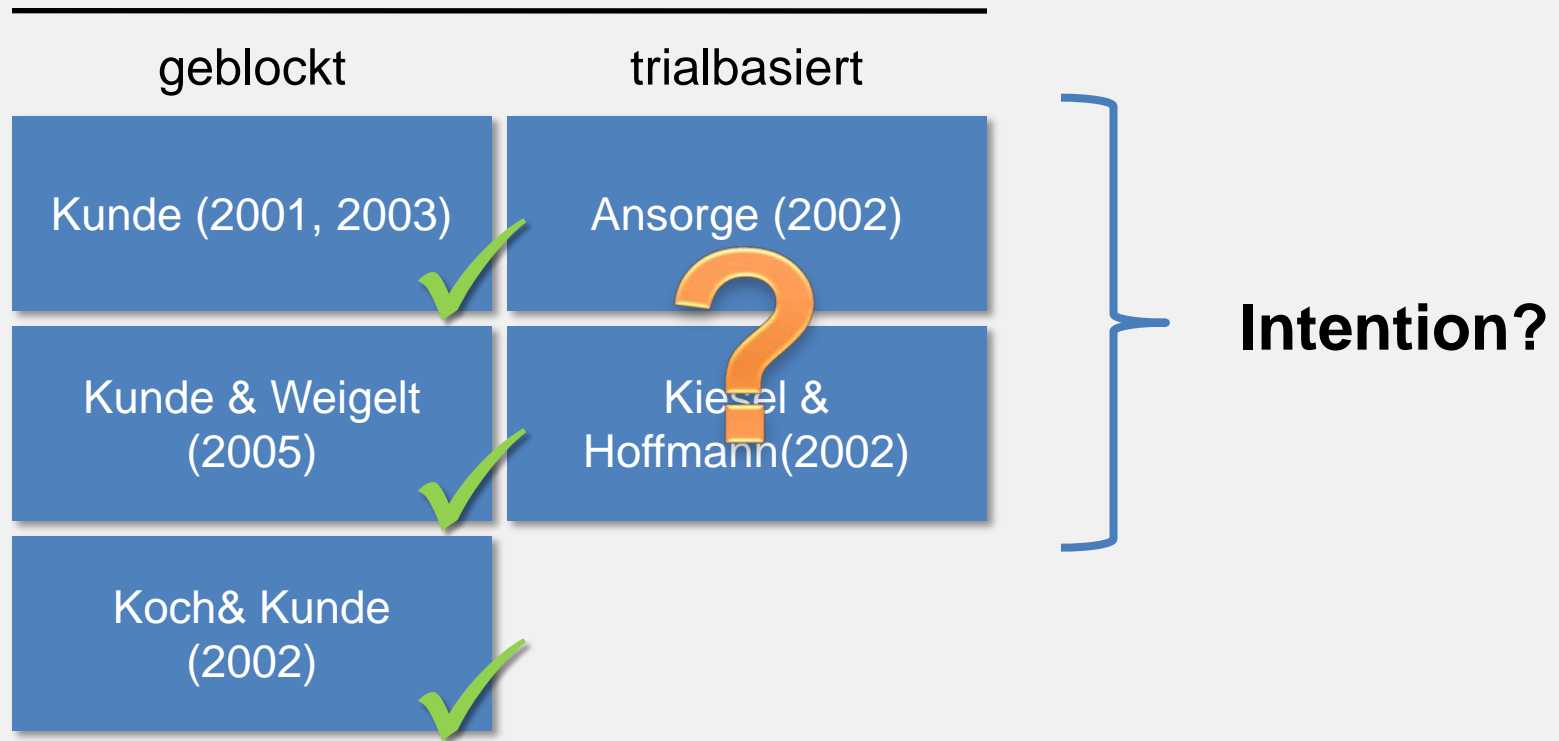 geblockt trialbasiert
Kunde (2001, 2003) Ansorge (2002)
Kunde & Weigelt
(2005)
Kiesel &
Hoffmann(2002)
Koch& Kunde
(2002)
?
Intention?